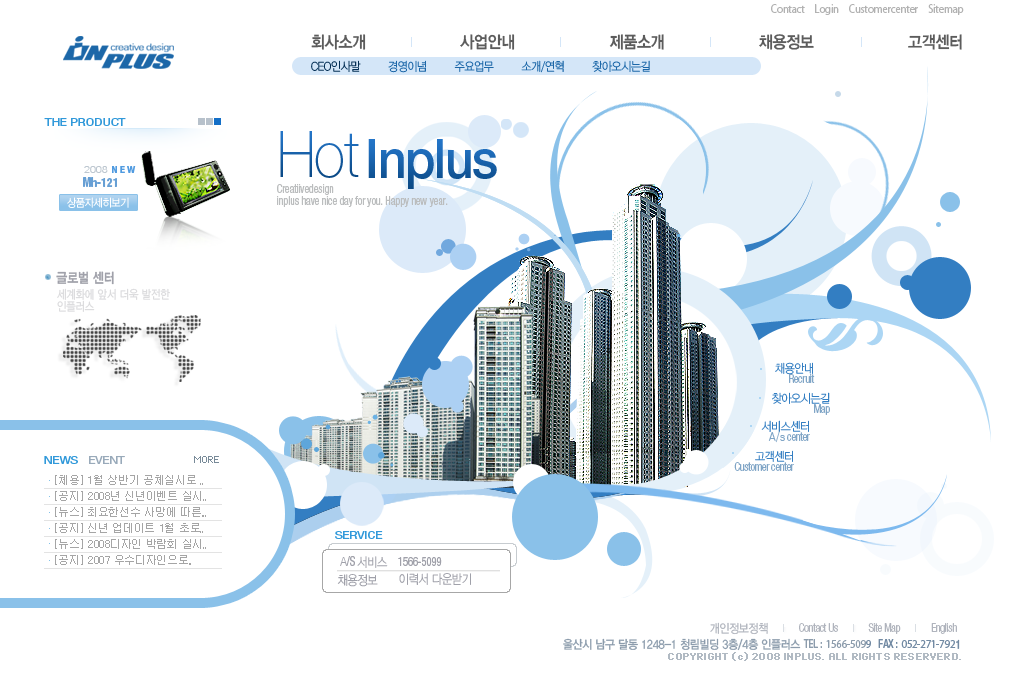 Contact Login Customercenter Sitemap
iON PLUS creative design
회사소개 사업안내 제품소개 채용정보 고객센터
CEO인사말 경영이념 주요업무 소개/연혁 찾아오시는길
THE PRODUCT
2008 NEW
Mh-121
상품자세히보기
Hot Inplus
Creativedesign
inplus have nice day for you. Happy new year.
글로벌 센터
세계화에 앞서 더욱 발전한
인플러스
채용안내
Recruit
찾아오시는길
Map
서비스센터
A/s center
고객센터
Customer center
NEWS EVENT MORE
· [채용] 1월 상반기 공채실시로 ..
· [공지] 2008년 신년이벤트 실시..
· [뉴스] 최요한선수 사망에 따른..
· [공지] 신년 업데이트 1월 초로.
· [뉴스] 2008디자인 박람회 실시..
· [공지] 2007 우수디자인으로.
SERVICE
A/S 서비스 1566-5099
채용정보 이력서 다운받기
개인정보정책 Contact Us Site Map English
울산시 남구 달동 1248-1 청림빌딩 3층/4층 인플러스 TEL : 1566-5099 FAX : 052-271-7921
COPYRIGHT (c) 2008 INPLUS. ALL RIGHTS RESERVERD.